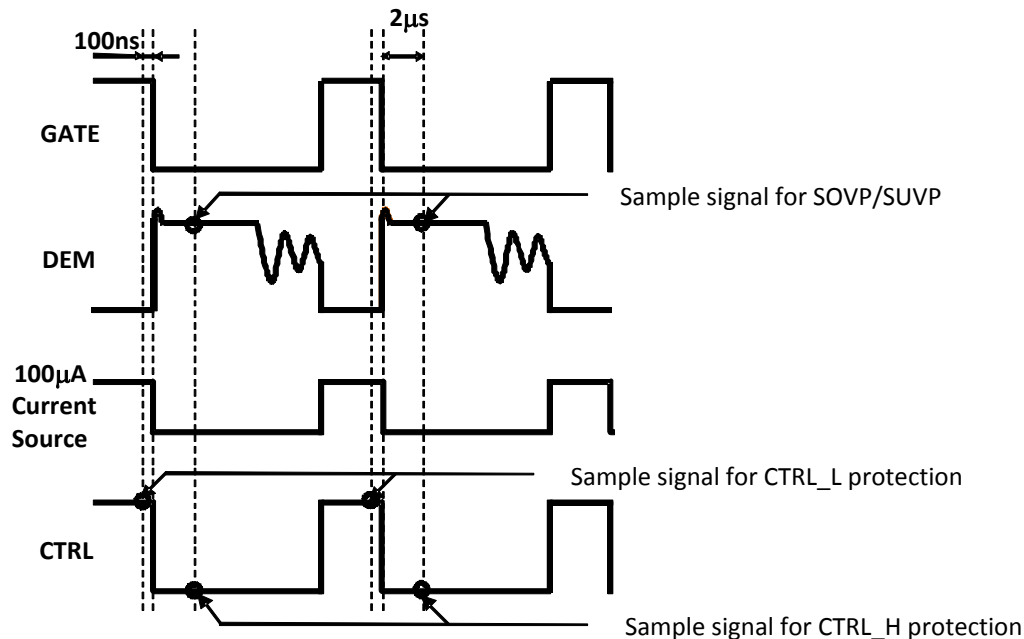 2μs
100ns
GATE
Sample signal for SOVP/SUVP
DEM
100μA
Current
Source
Sample signal for CTRL_L protection
CTRL
Sample signal for CTRL_H protection